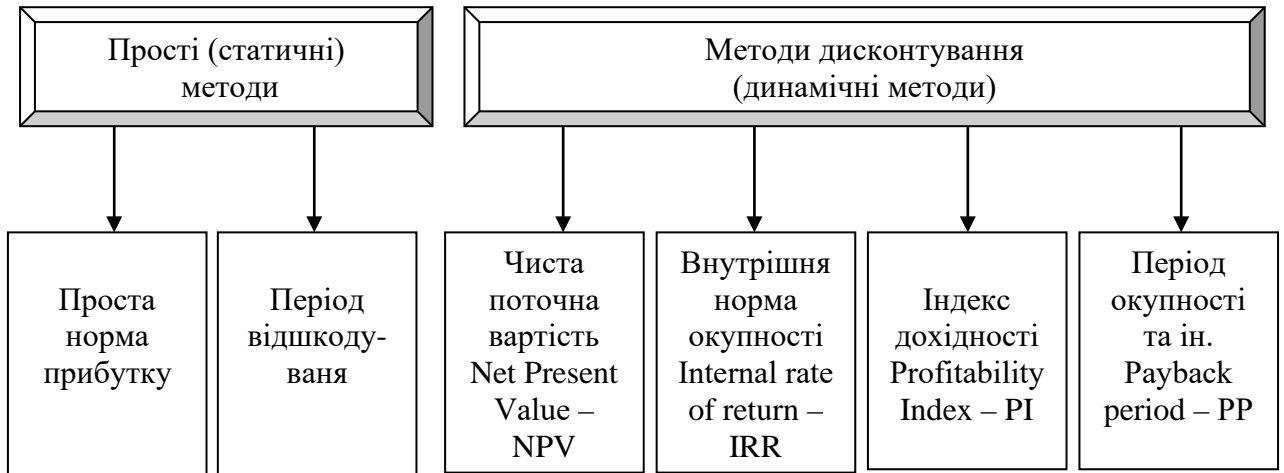 Прості (статичні)
методи
Методи дисконтування
(динамічні методи)
Проста
норма
прибутку
Період
відшкоду-
ваня
Чиста
поточна
вартість
Net Present
Value –
NPV
Внутрішня
норма
окупності
Internal rate
of return –
IRR
Індекс
дохідності
Profitability
Index – PI
Період
окупності
та ін.
Payback
period – PP